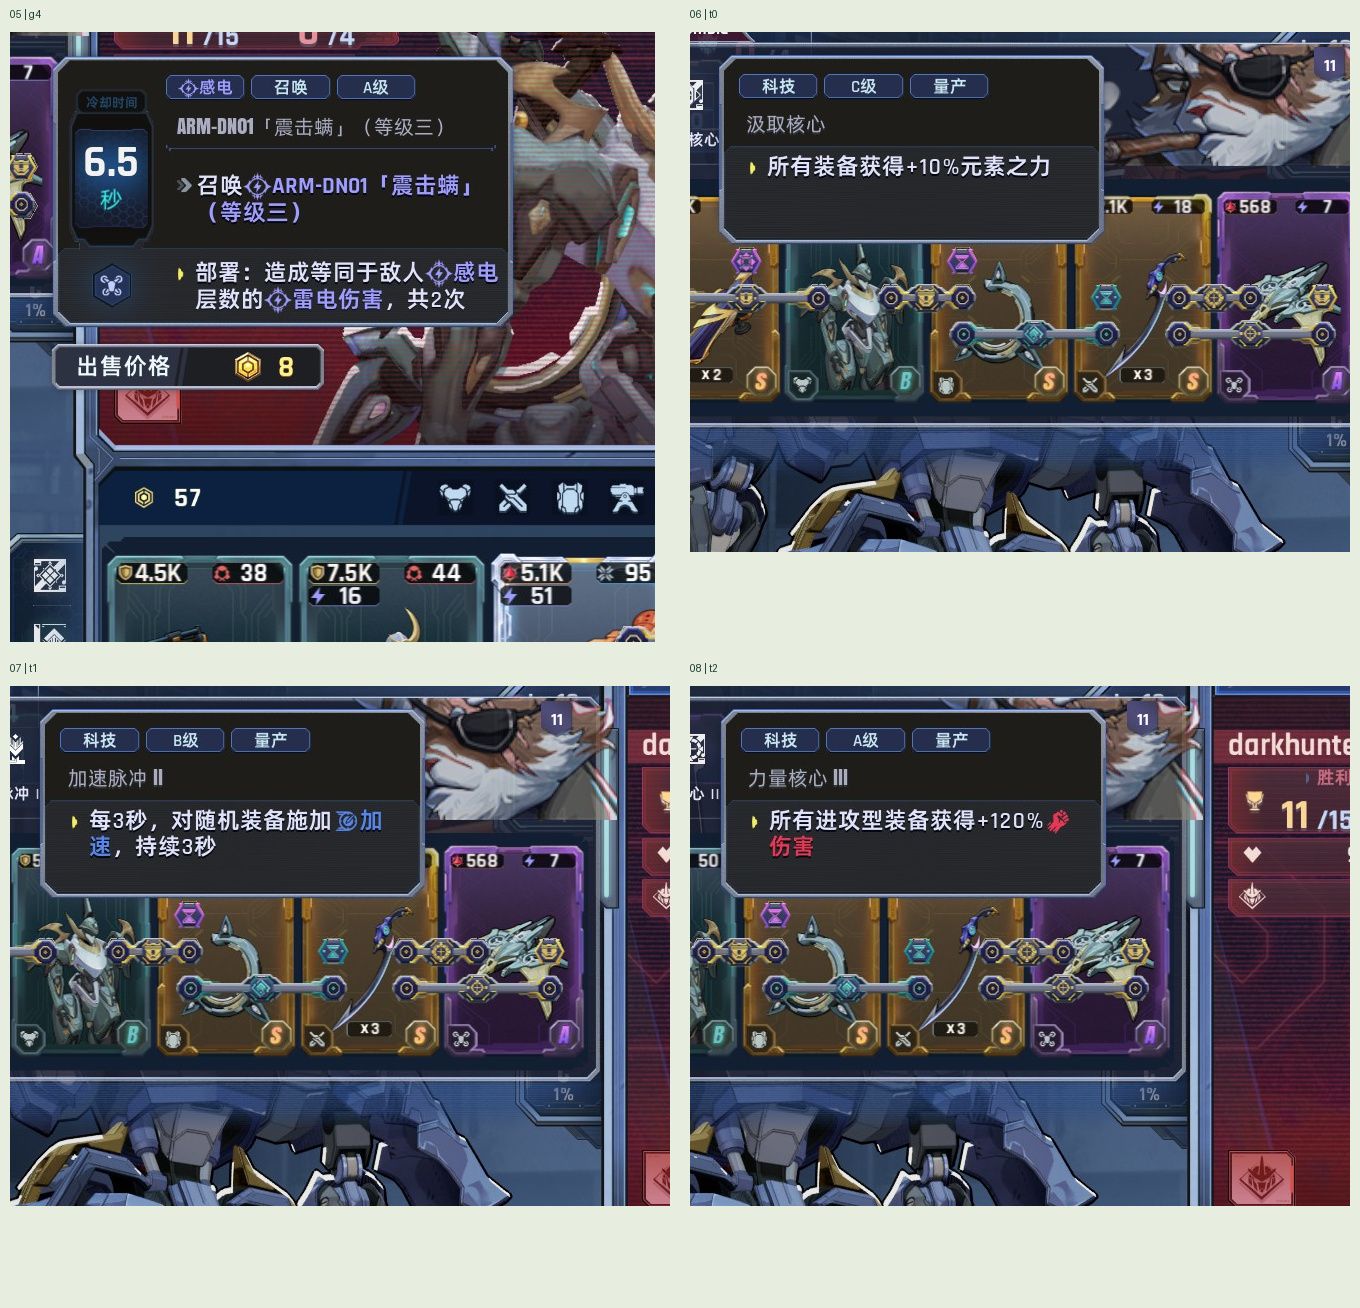 05 | g4
11/15
/4
7
感电 召唤 A级
冷却时间
ARM-DN01「震击螨」（等级三）
6.5
秒
召唤ARM-DN01「震击螨」
（等级三）
部署：造成等同于敌人感电
层数的雷电伤害，共2次
A
1%
出售价格 8
57
4.5K 38
7.5K 44
16
5.1K 95
51
06 | t0
11
科技 C级 量产
汲取核心
核心
所有装备获得+10%元素之力
.1K 18
568 7
x2 S
B
S
x3 S
A
1%
07 | t1
11
科技 B级 量产
加速脉冲 II
每3秒，对随机装备施加加
速，持续3秒
568 7
B
S
x3 S
A
1%
08 | t2
11
科技 A级 量产
力量核心 III
所有进攻型装备获得+120%
伤害
darkhunte
胜利
11/15
50
7
B
S
x3 S
A
1%